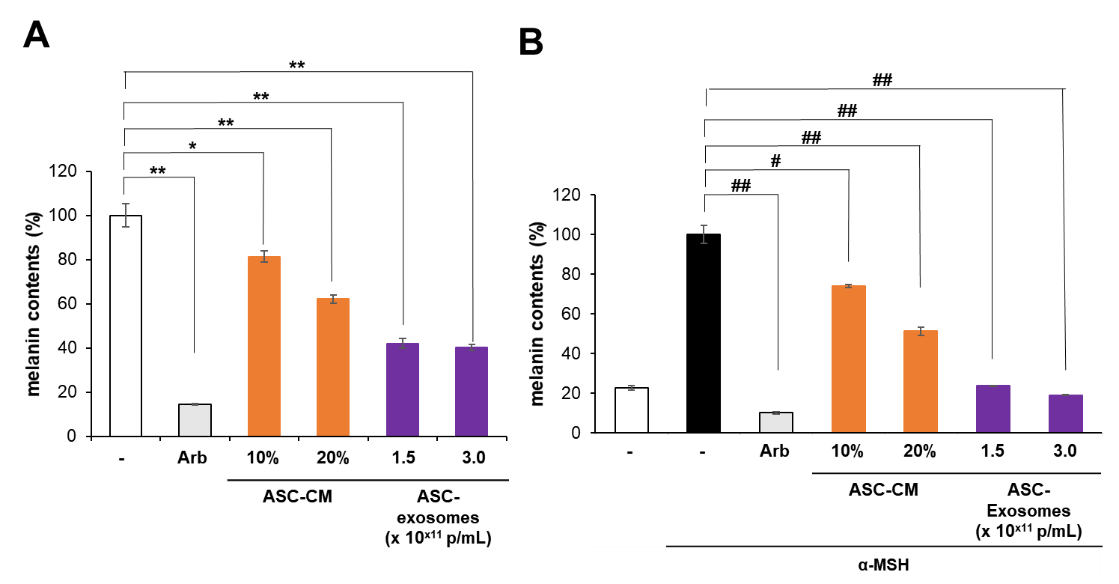 A
**
**
**
*
**
120
100
80
60
40
20
0
melanin contents (%)
- Arb 10% 20% 1.5 3.0
ASC-CM ASC-
exosomes
(x 10ˣ¹¹ p/mL)
B
##
##
##
#
##
120
100
80
60
40
20
0
melanin contents (%)
- - Arb 10% 20% 1.5 3.0
ASC-CM ASC-
Exosomes
(x 10ˣ¹¹ p/mL)
α-MSH